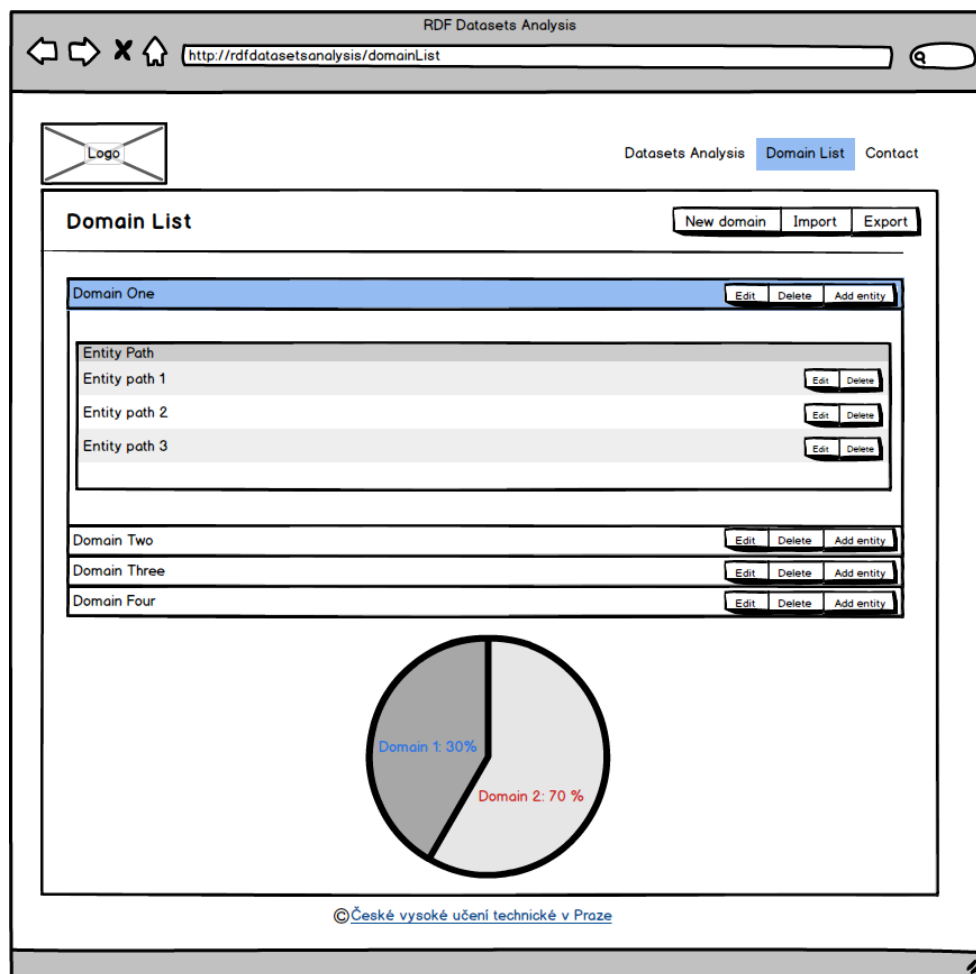 RDF Datasets Analysis
http://rdfdatasetsanalysis/domainList
Logo
Datasets Analysis Domain List Contact
Domain List
New domain Import Export
Domain One Edit Delete Add entity
Entity Path
Entity path 1 Edit Delete
Entity path 2 Edit Delete
Entity path 3 Edit Delete
Domain Two Edit Delete Add entity
Domain Three Edit Delete Add entity
Domain Four Edit Delete Add entity
Domain 1: 30%
Domain 2: 70 %
©České vysoké učení technické v Praze